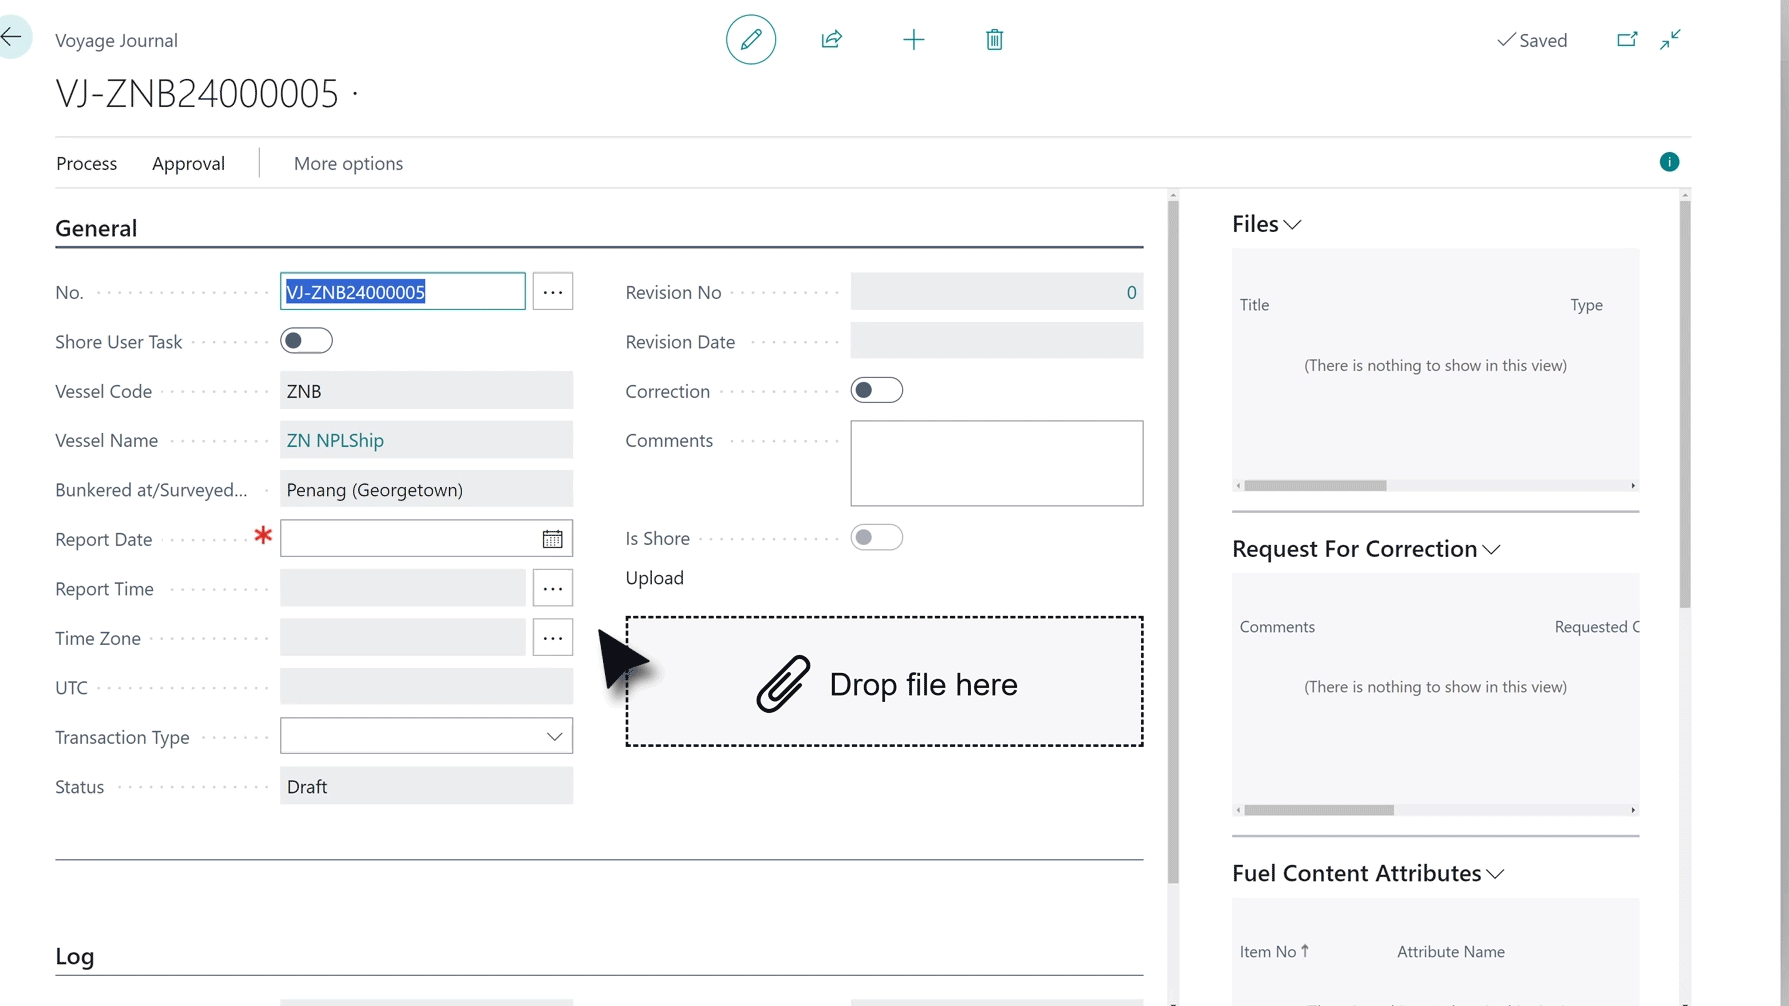 Voyage Journal
Saved
VJ-ZNB24000005 ·
Process Approval More options
General
No. VJ-ZNB24000005
Shore User Task
Vessel Code ZNB
Vessel Name ZN NPLShip
Bunkered at/Surveyed... Penang (Georgetown)
Report Date *
Report Time
Time Zone
UTC
Transaction Type
Status Draft
Revision No 0
Revision Date
Correction
Comments
Is Shore
Upload
Drop file here
Log
Files
Title Type
(There is nothing to show in this view)
Request For Correction
Comments Requested
(There is nothing to show in this view)
Fuel Content Attributes
Item No ↑ Attribute Name